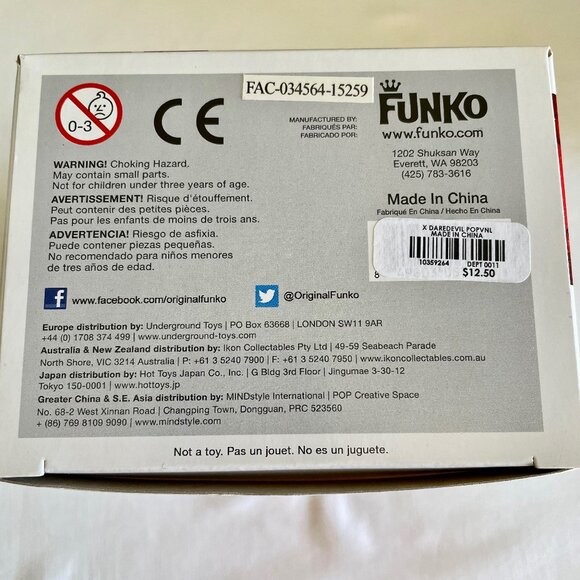 FAC-034564-15259
0-3
CE
MANUFACTURED BY:
FABRIQUÉS PAR:
FABRICADO POR:
FUNKO
www.funko.com
1202 Shuksan Way
Everett, WA 98203
(425) 783-3616
Made In China
Fabriqué En China / Hecho En China
WARNING! Choking Hazard.
May contain small parts.
Not for children under three years of age.
AVERTISSEMENT! Risque d'étouffement.
Peut contenir des petites pièces.
Pas pour les enfants de moins de trois ans.
ADVERTENCIA! Riesgo de asfixia.
Puede contener piezas pequeñas.
No recomendado para niños menores
de tres años de edad.
X DAREDEVIL POPVNL
MADE IN CHINA
10359264 DEPT 0011
$12.50
8
www.facebook.com/originalfunko
@OriginalFunko
Europe distribution by: Underground Toys | PO Box 63668 | LONDON SW11 9AR
+44 (0) 1708 374 499 | www.underground-toys.com
Australia & New Zealand distribution by: Ikon Collectables Pty Ltd | 49-59 Seabeach Parade
North Shore, VIC 3214 Australia | P: +61 3 5240 7900 | F: +61 3 5240 7950 | www.ikoncollectables.com.au
Japan distribution by: Hot Toys Japan Co., Inc. | G Bldg 3rd Floor | Jingumae 3-30-12
Tokyo 150-0001 | www.hottoys.jp
Greater China & S.E. Asia distribution by: MINDstyle International | POP Creative Space
No. 68-2 West Xinnan Road | Changping Town, Dongguan, PRC 523560
+ (86) 769 8109 9090 | www.mindstyle.com
Not a toy. Pas un jouet. No es un juguete.